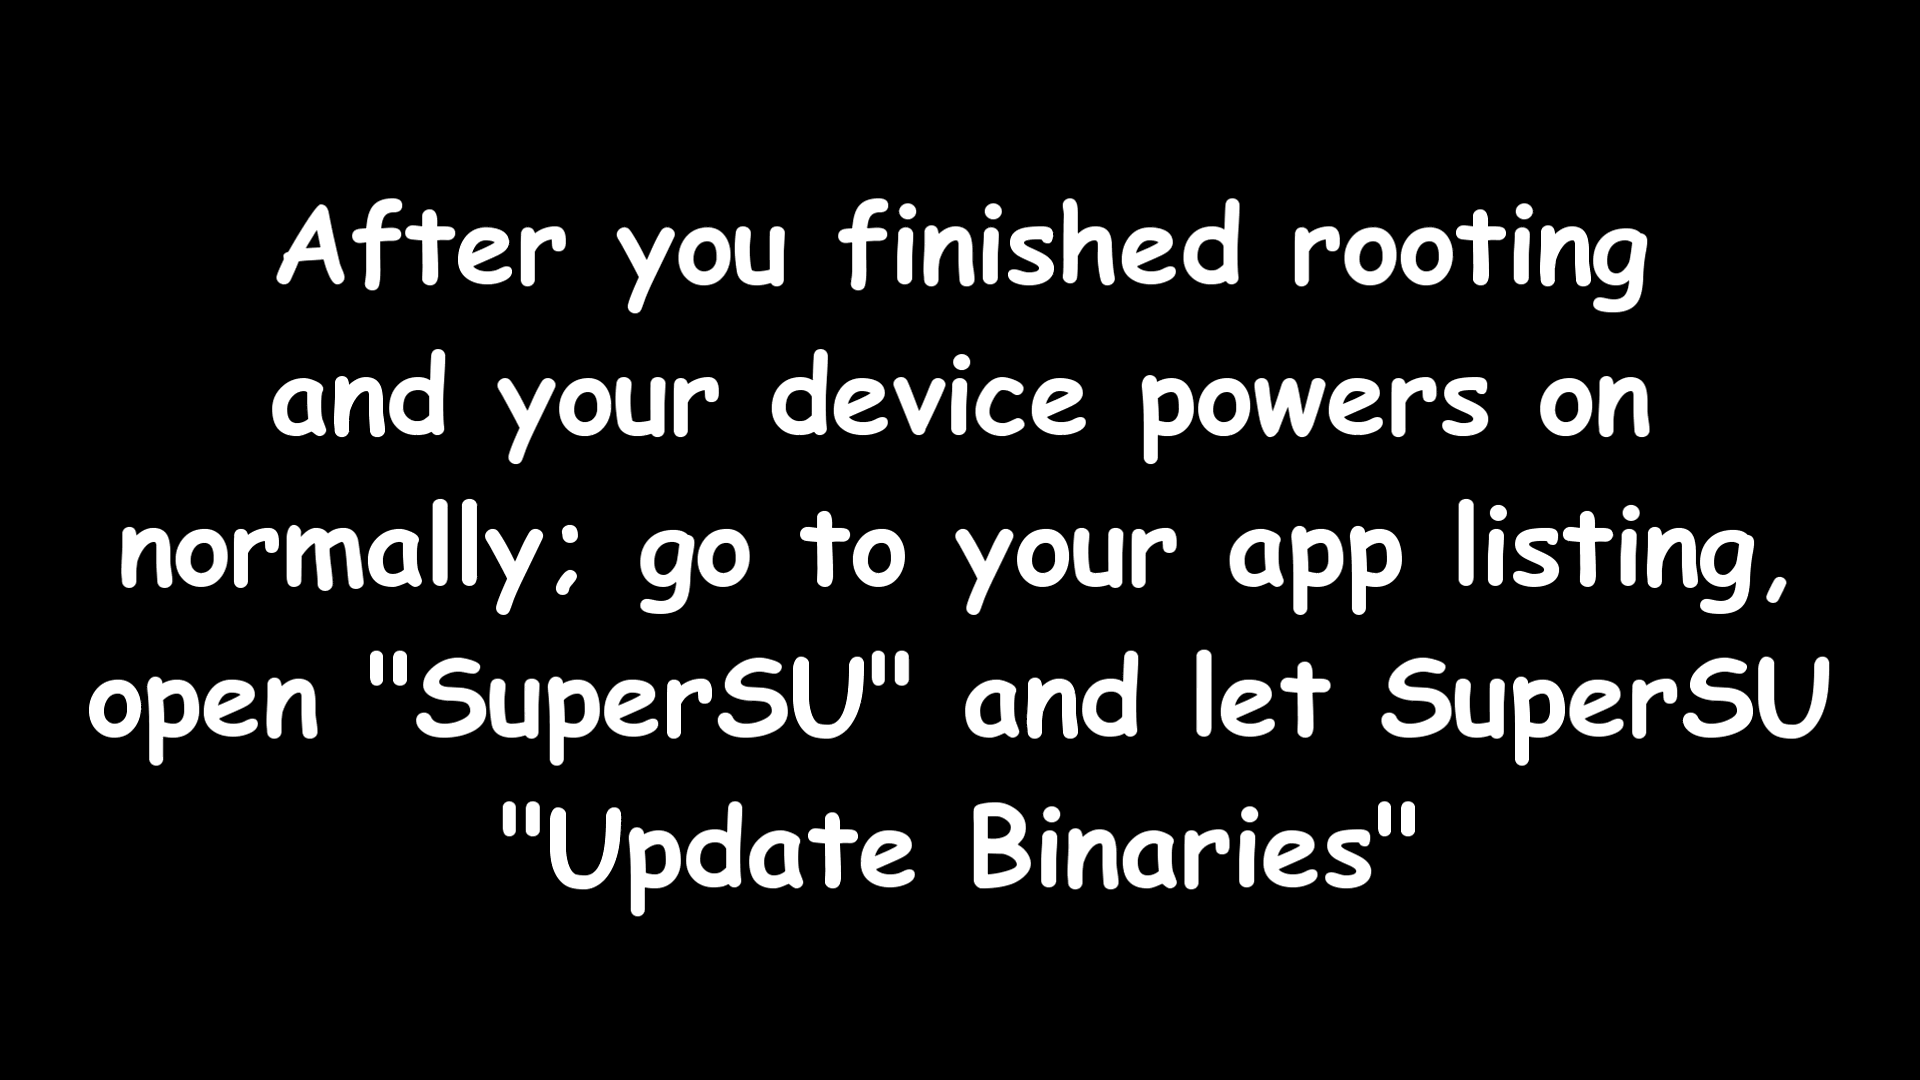 After you finished rooting
and your device powers on
normally; go to your app listing,
open "SuperSU" and let SuperSU
"Update Binaries"